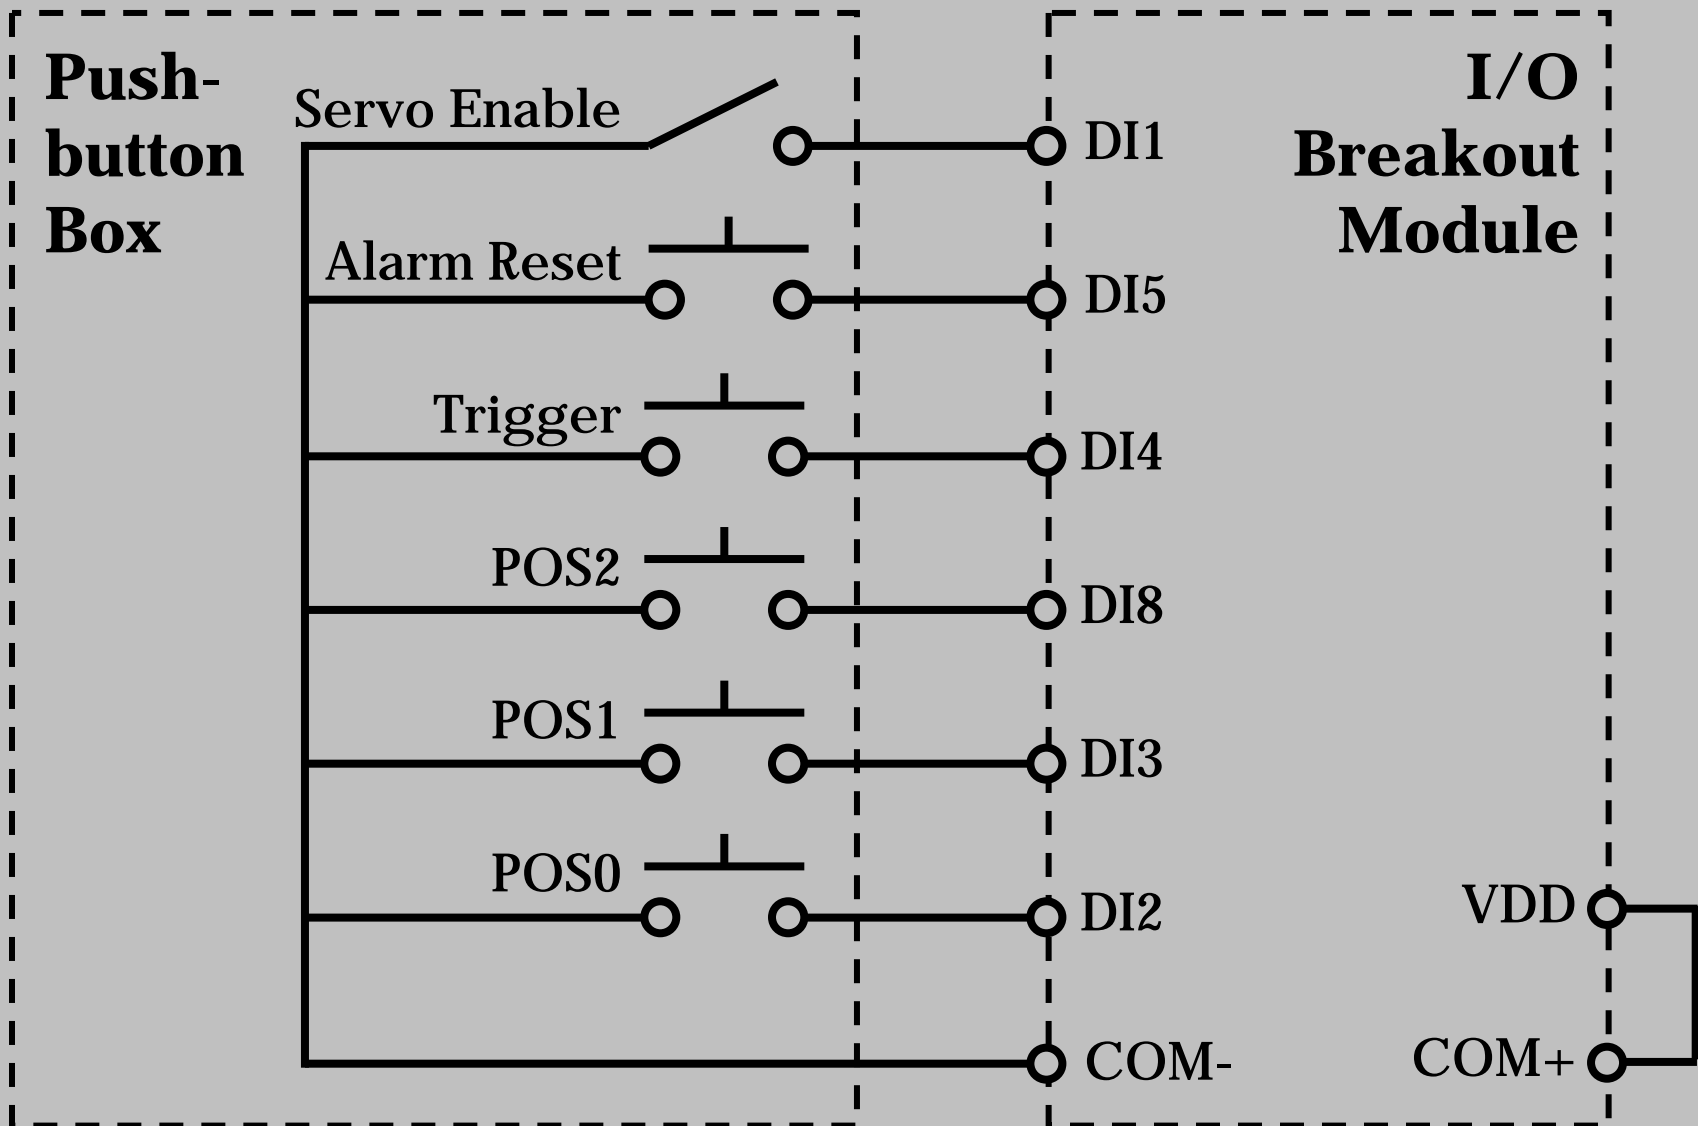 Push-
button
Box
I/O
Breakout
Module
Servo Enable
DI1
Alarm Reset
DI5
Trigger
DI4
POS2
DI8
POS1
DI3
POS0
DI2
VDD
COM-
COM+